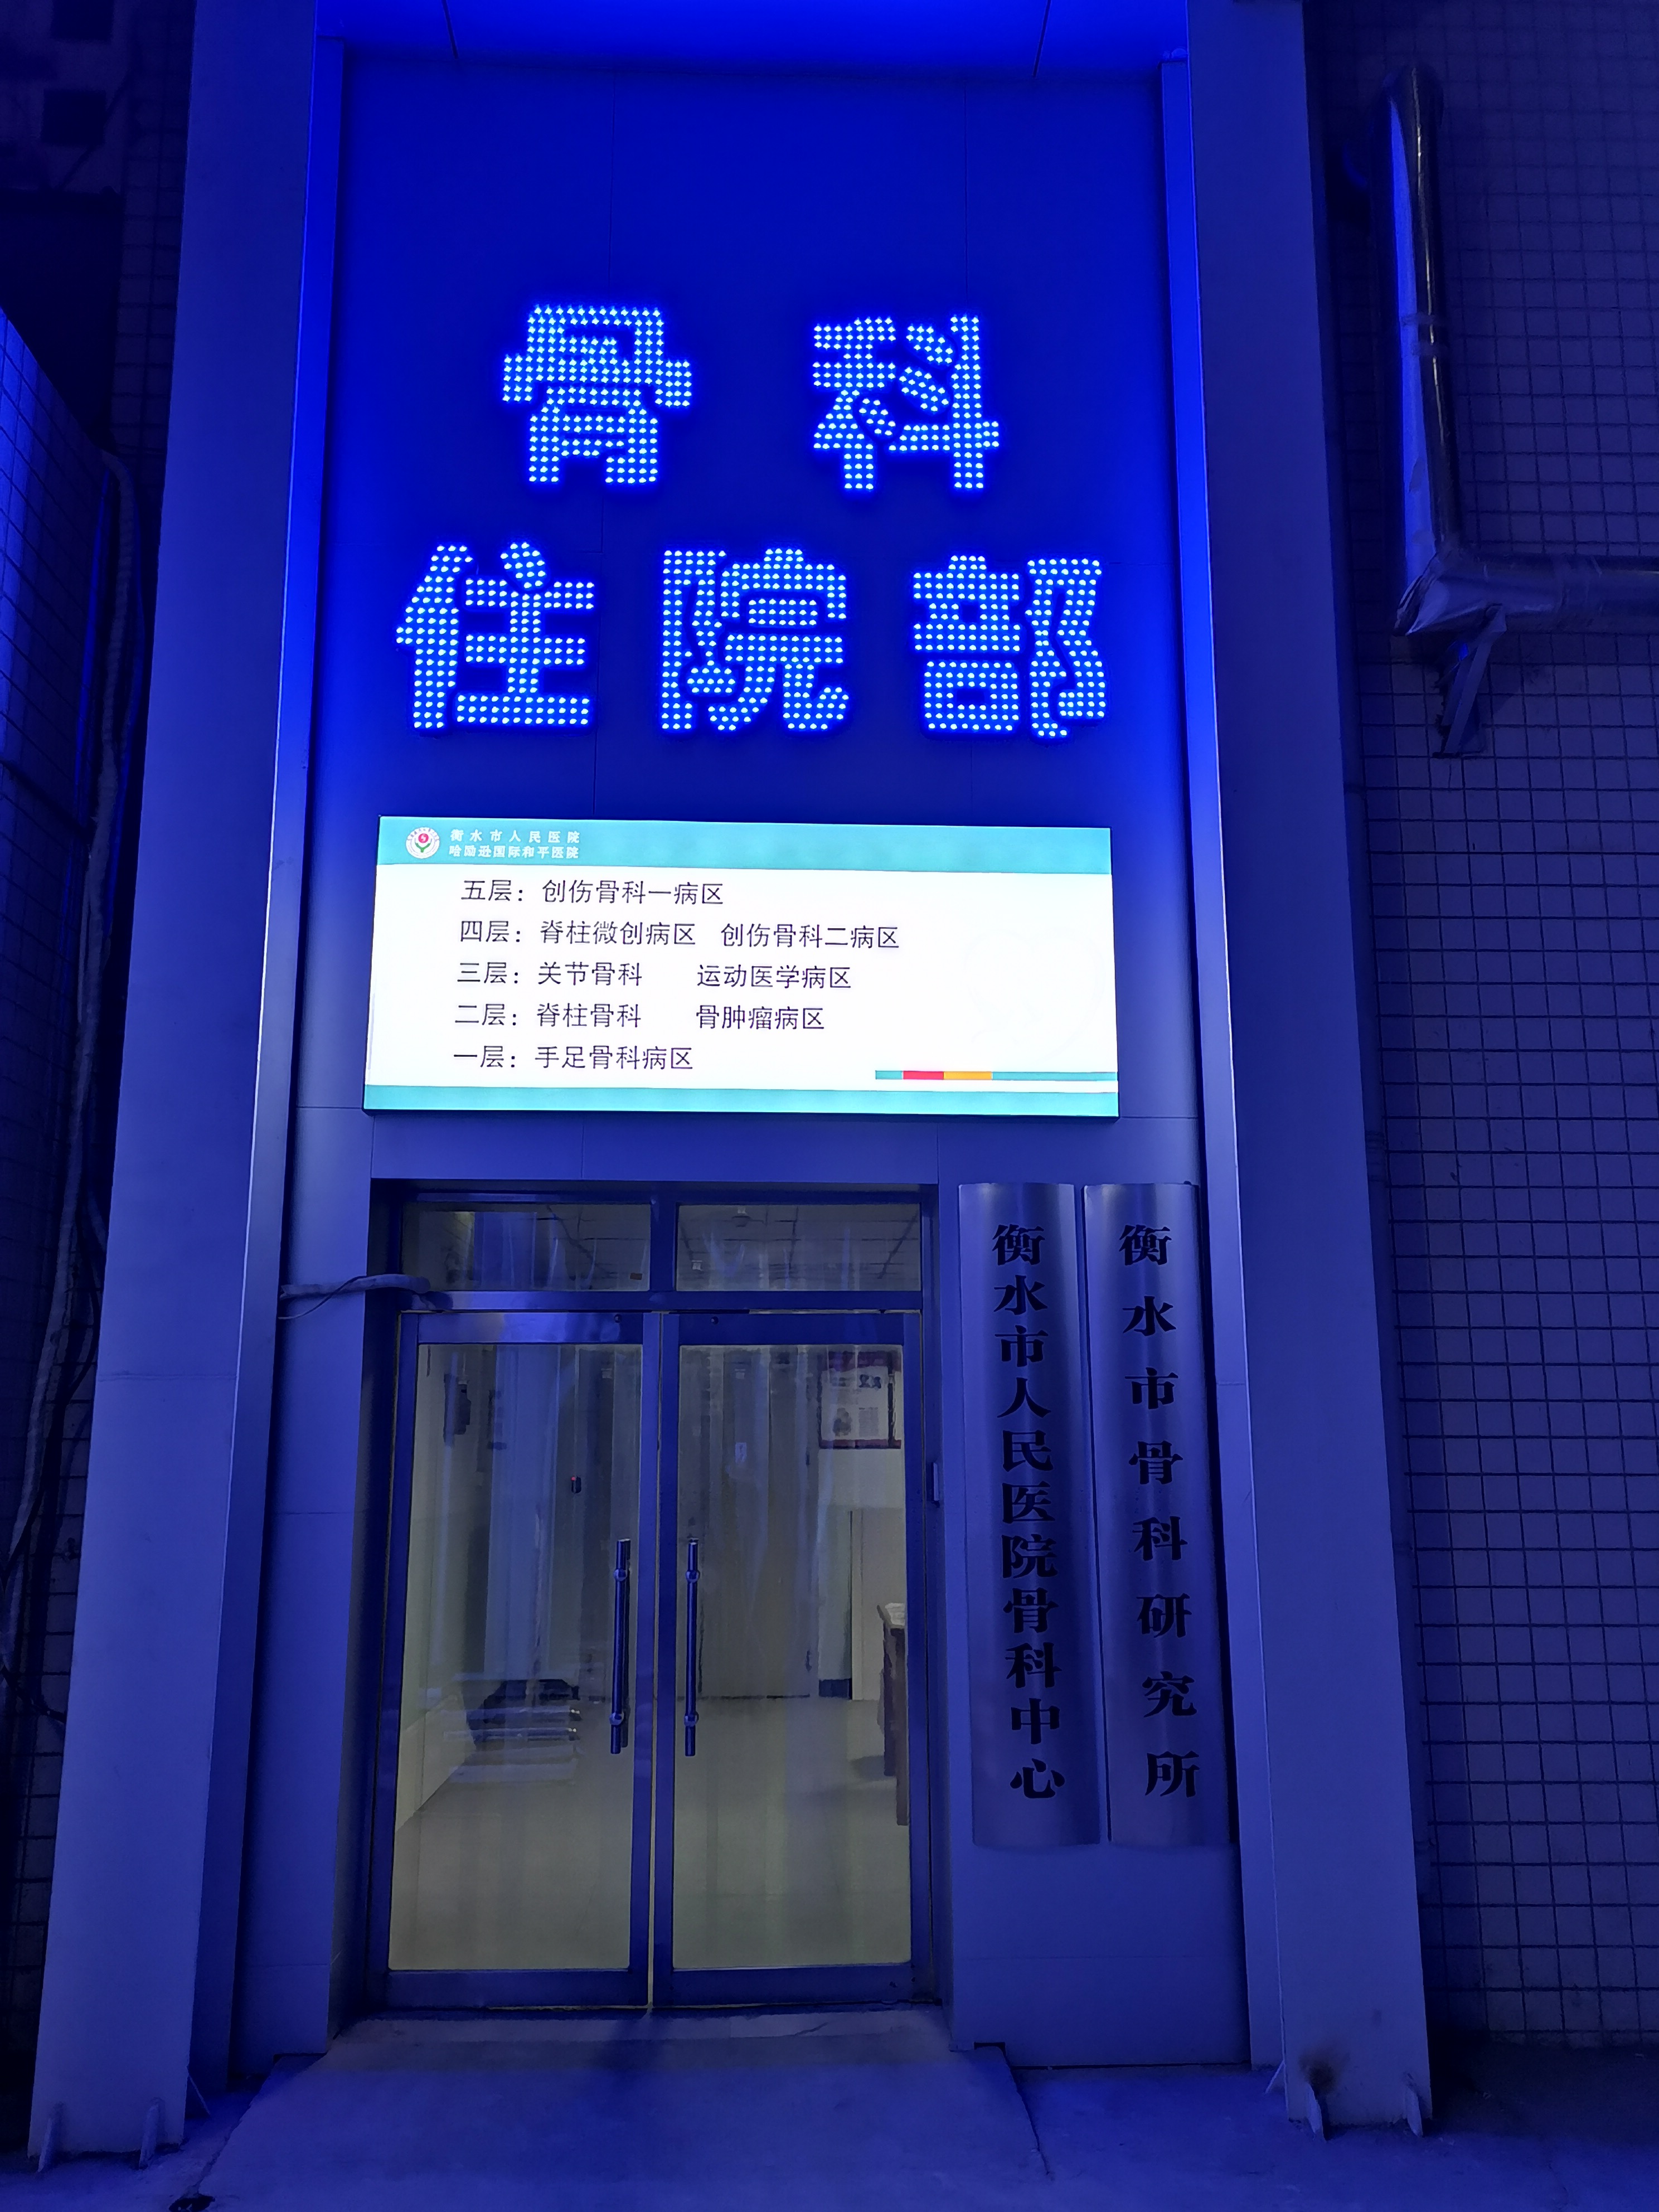 骨科
住院部
衡水市人民医院
哈励逊国际和平医院
五层：创伤骨科一病区
四层：脊柱微创病区 创伤骨科二病区
三层：关节骨科 运动医学病区
二层：脊柱骨科 骨肿瘤病区
一层：手足骨科病区
衡水市人民医院骨科中心
衡水市骨科研究所